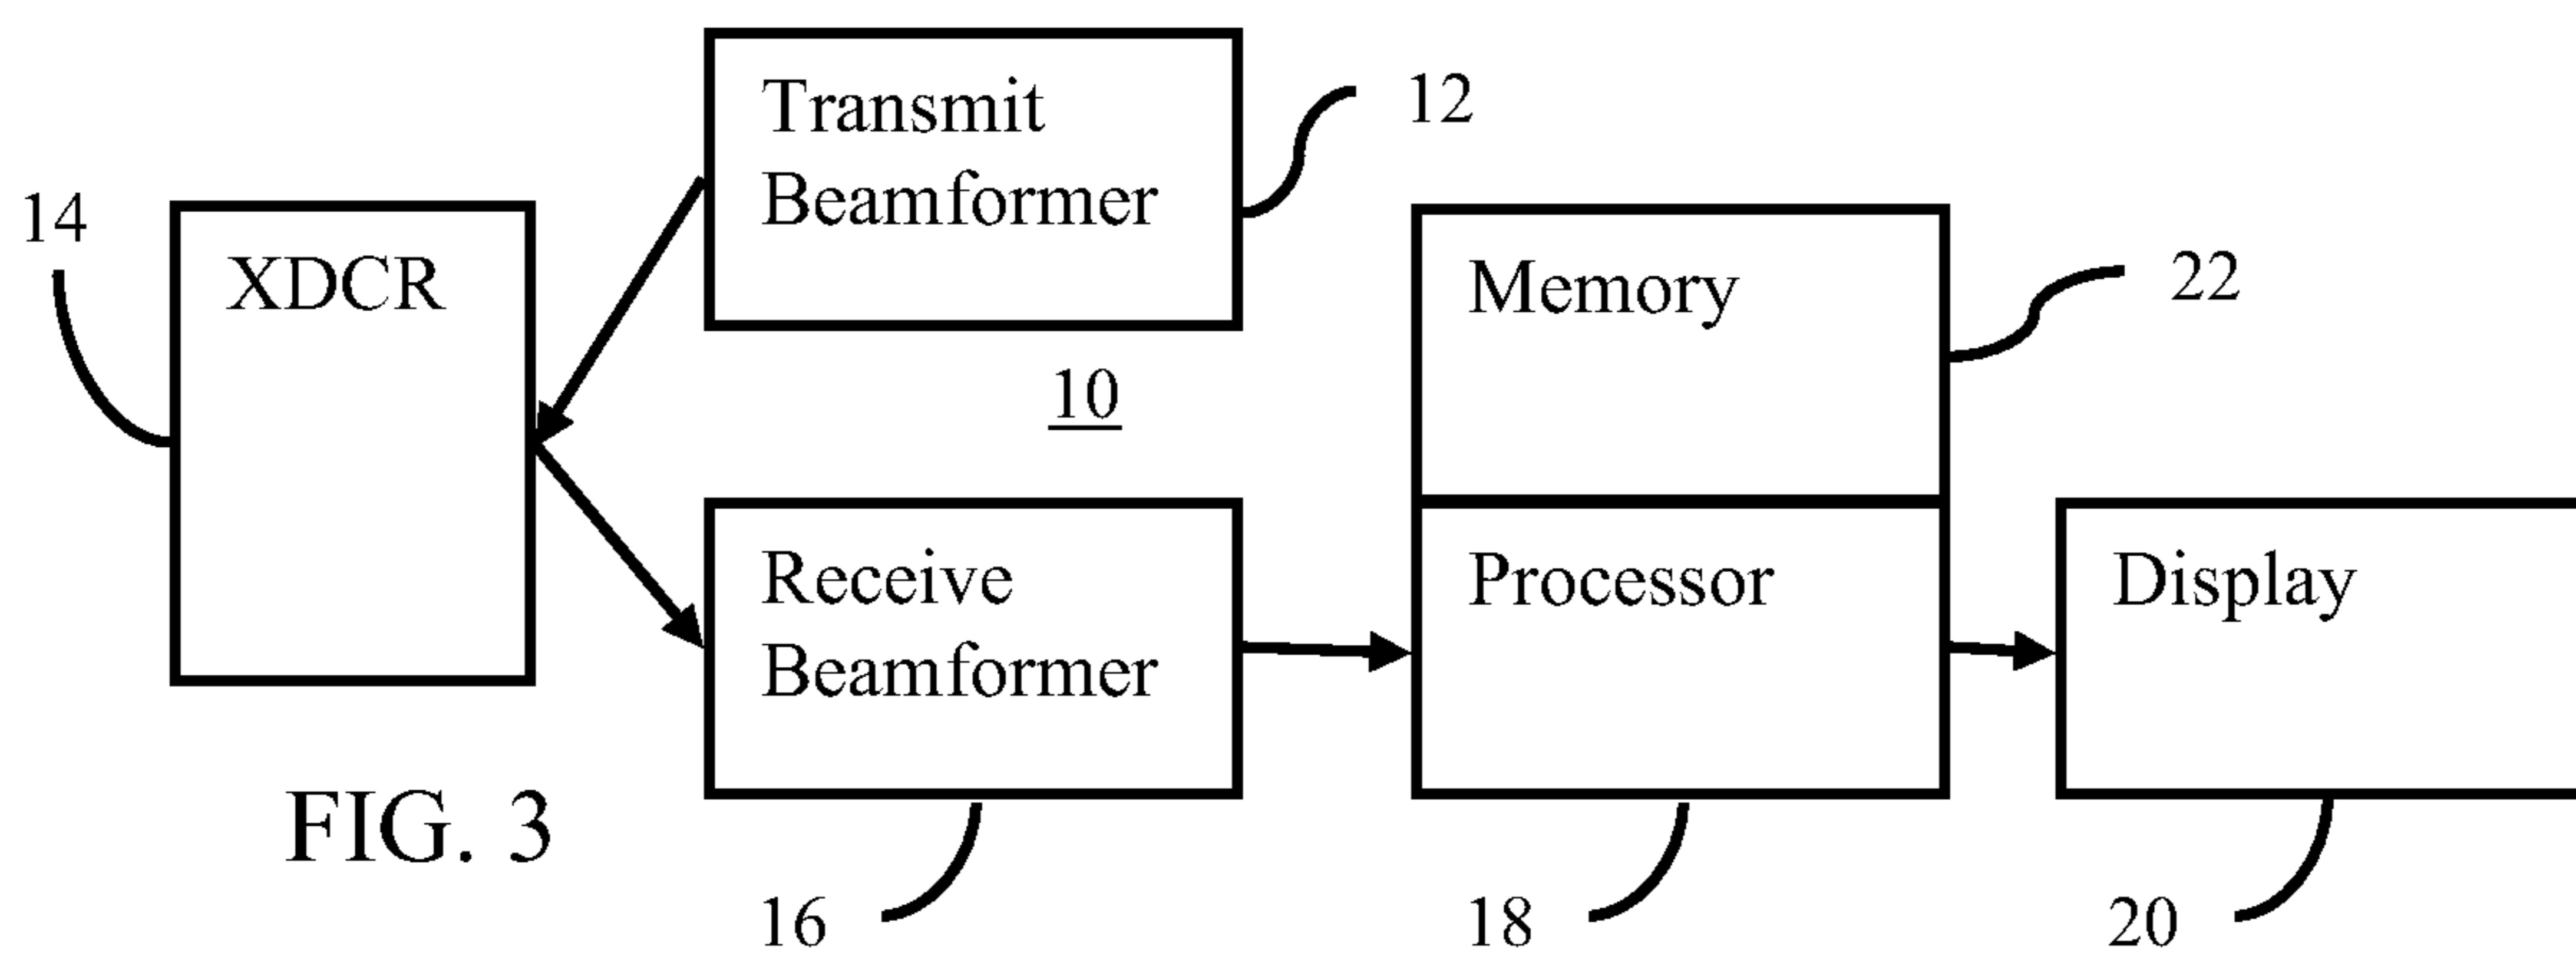 Transmit
Beamformer
12
14
XDCR
Memory
22
10
Receive
Beamformer
Processor
Display
FIG. 3
16
18
20